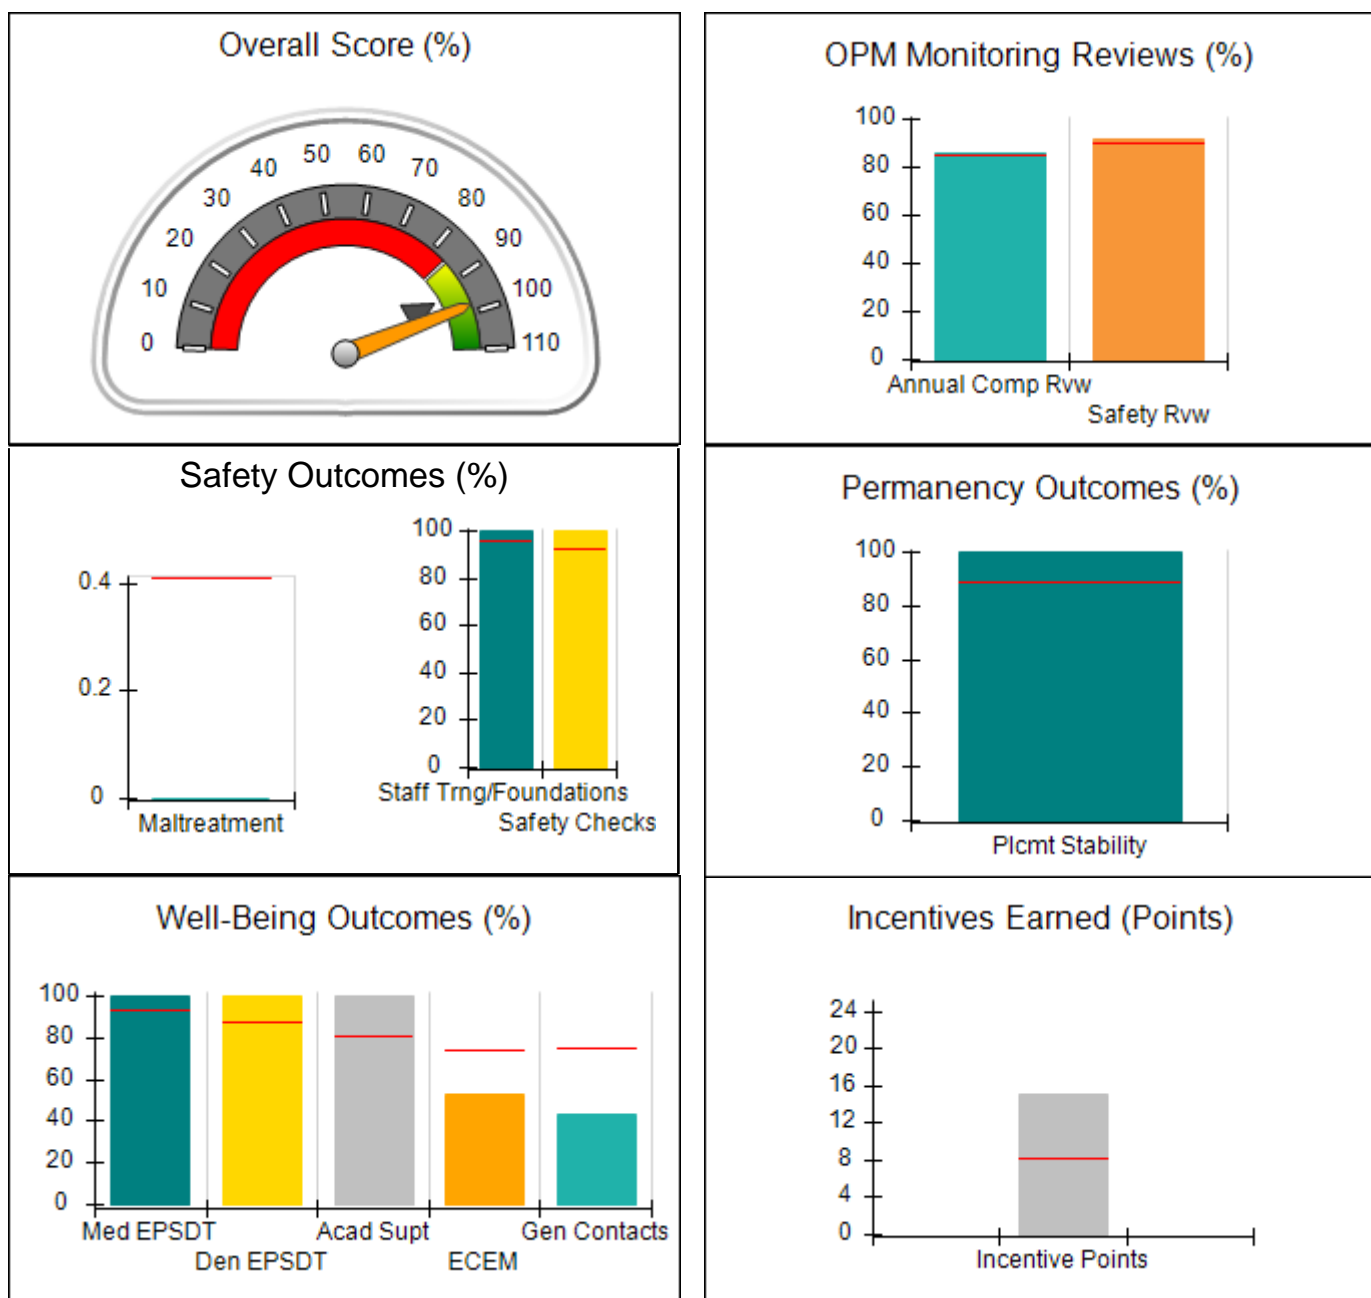 Overall Score (%)
0
10
20
30
40
50
60
70
80
90
100
110
OPM Monitoring Reviews (%)
100
80
60
40
20
0
Annual Comp Rvw
Safety Rvw
Safety Outcomes (%)
0.4
0.2
0
Maltreatment
100
80
60
40
20
0
Staff Trng/Foundations
Safety Checks
Permanency Outcomes (%)
100
80
60
40
20
0
Plcmt Stability
Well-Being Outcomes (%)
100
80
60
40
20
0
Med EPSDT
Den EPSDT
Acad Supt
ECEM
Gen Contacts
Incentives Earned (Points)
24
20
16
12
8
4
0
Incentive Points